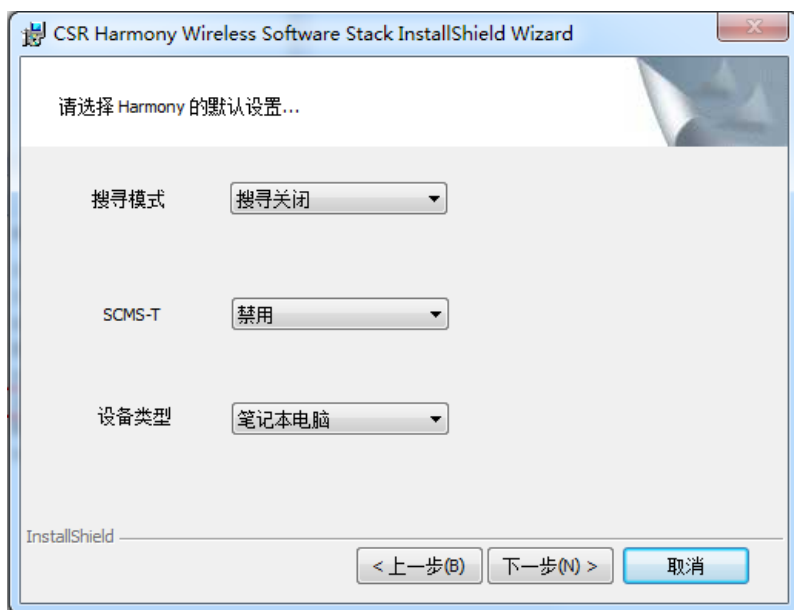 CSR Harmony Wireless Software Stack InstallShield Wizard
请选择 Harmony 的默认设置...
搜寻模式 搜寻关闭
SCMS-T 禁用
设备类型 笔记本电脑
InstallShield
< 上一步(B) 下一步(N) > 取消